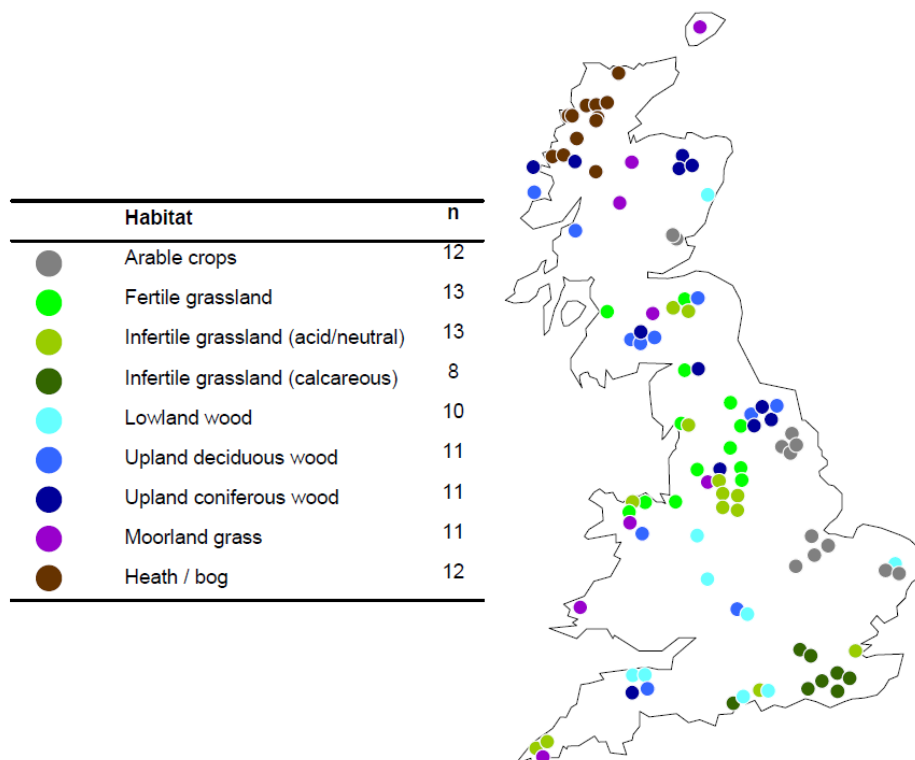 Habitat n
Arable crops 12
Fertile grassland 13
Infertile grassland (acid/neutral) 13
Infertile grassland (calcareous) 8
Lowland wood 10
Upland deciduous wood 11
Upland coniferous wood 11
Moorland grass 11
Heath / bog 12